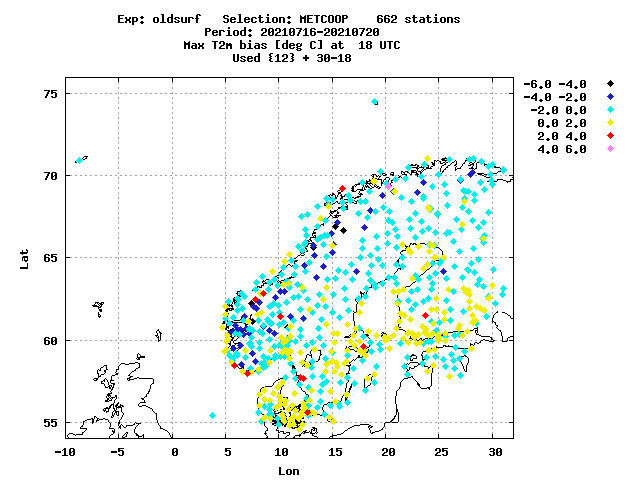 Exp: oldsurf Selection: METCOOP 662 stations
Period: 20210716-20210720
Max T2m bias [deg C] at 18 UTC
Used {12} + 30-18
-6.0 -4.0
-4.0 -2.0
-2.0 0.0
0.0 2.0
2.0 4.0
4.0 6.0
75
70
65
60
55
Lat
-10 -5 0 5 10 15 20 25 30
Lon